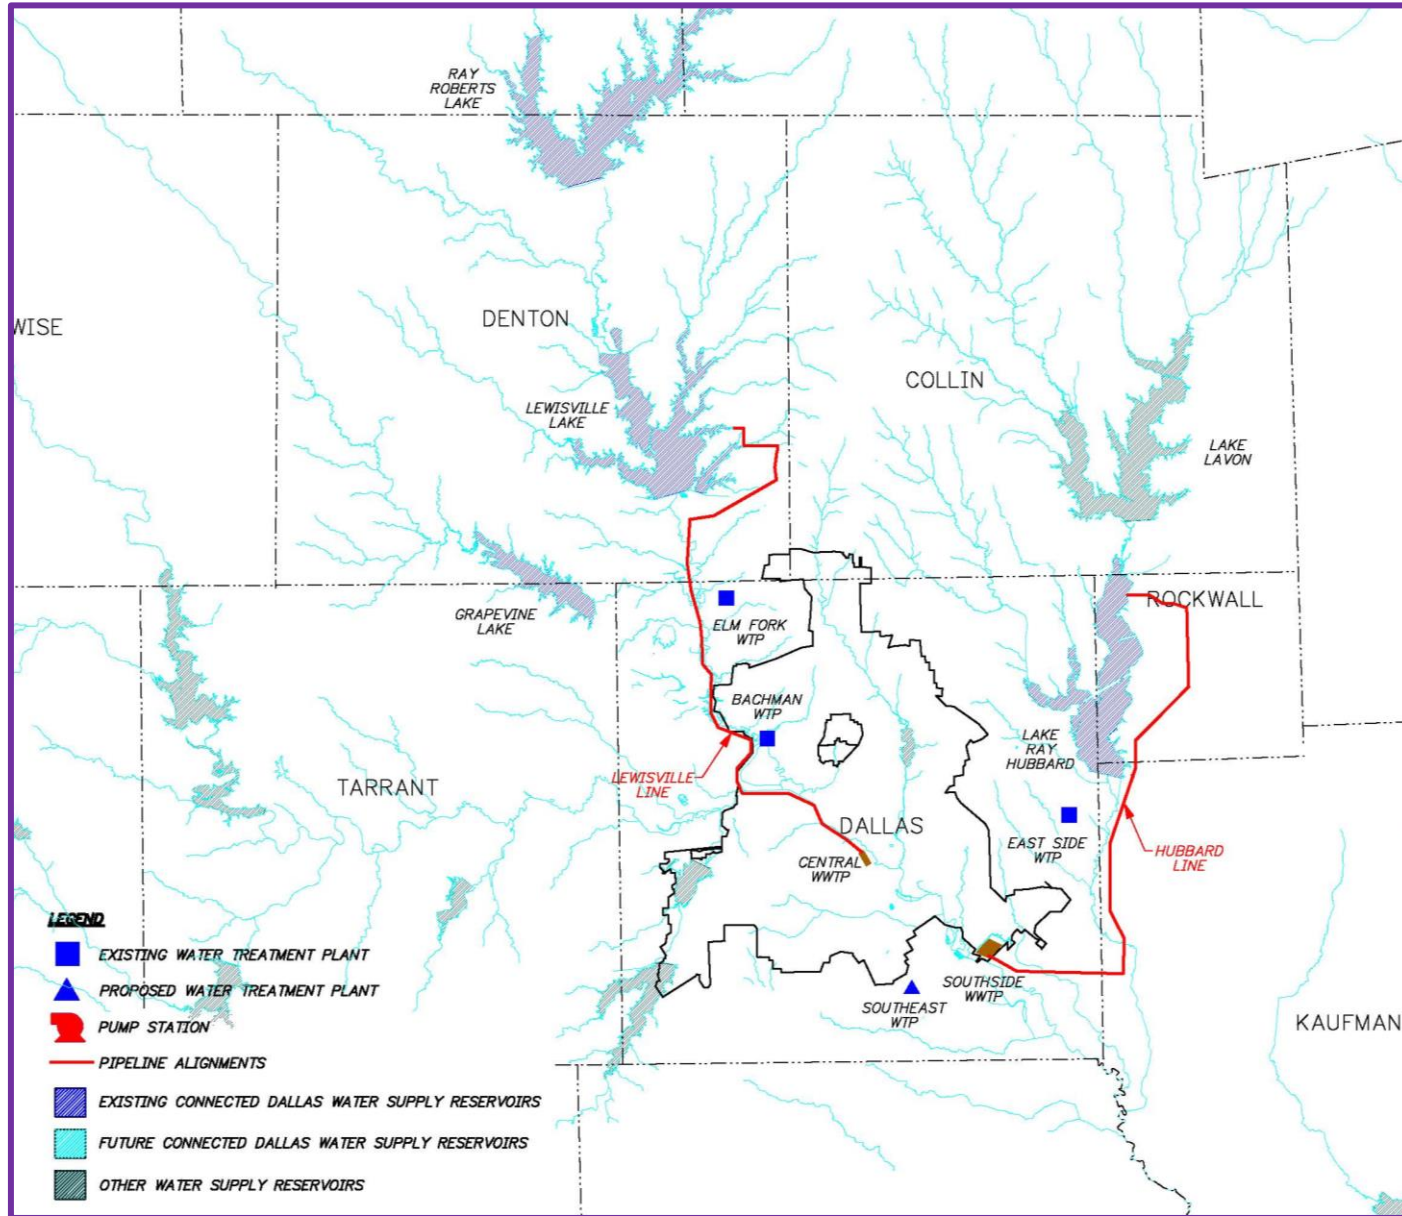 RAY
ROBERTS
LAKE
WISE
DENTON
COLLIN
LEWISVILLE
LAKE
LAKE
LAVON
GRAPEVINE
LAKE
ELM FORK
WTP
ROCKWALL
BACHMAN
WTP
LAKE
RAY
HUBBARD
LEWISVILLE
LINE
TARRANT
DALLAS
CENTRAL
WWTP
EAST SIDE
WTP
HUBBARD
LINE
SOUTHSIDE
WWTP
SOUTHEAST
WTP
KAUFMAN
LEGEND
EXISTING WATER TREATMENT PLANT
PROPOSED WATER TREATMENT PLANT
PUMP STATION
PIPELINE ALIGNMENTS
EXISTING CONNECTED DALLAS WATER SUPPLY RESERVOIRS
FUTURE CONNECTED DALLAS WATER SUPPLY RESERVOIRS
OTHER WATER SUPPLY RESERVOIRS